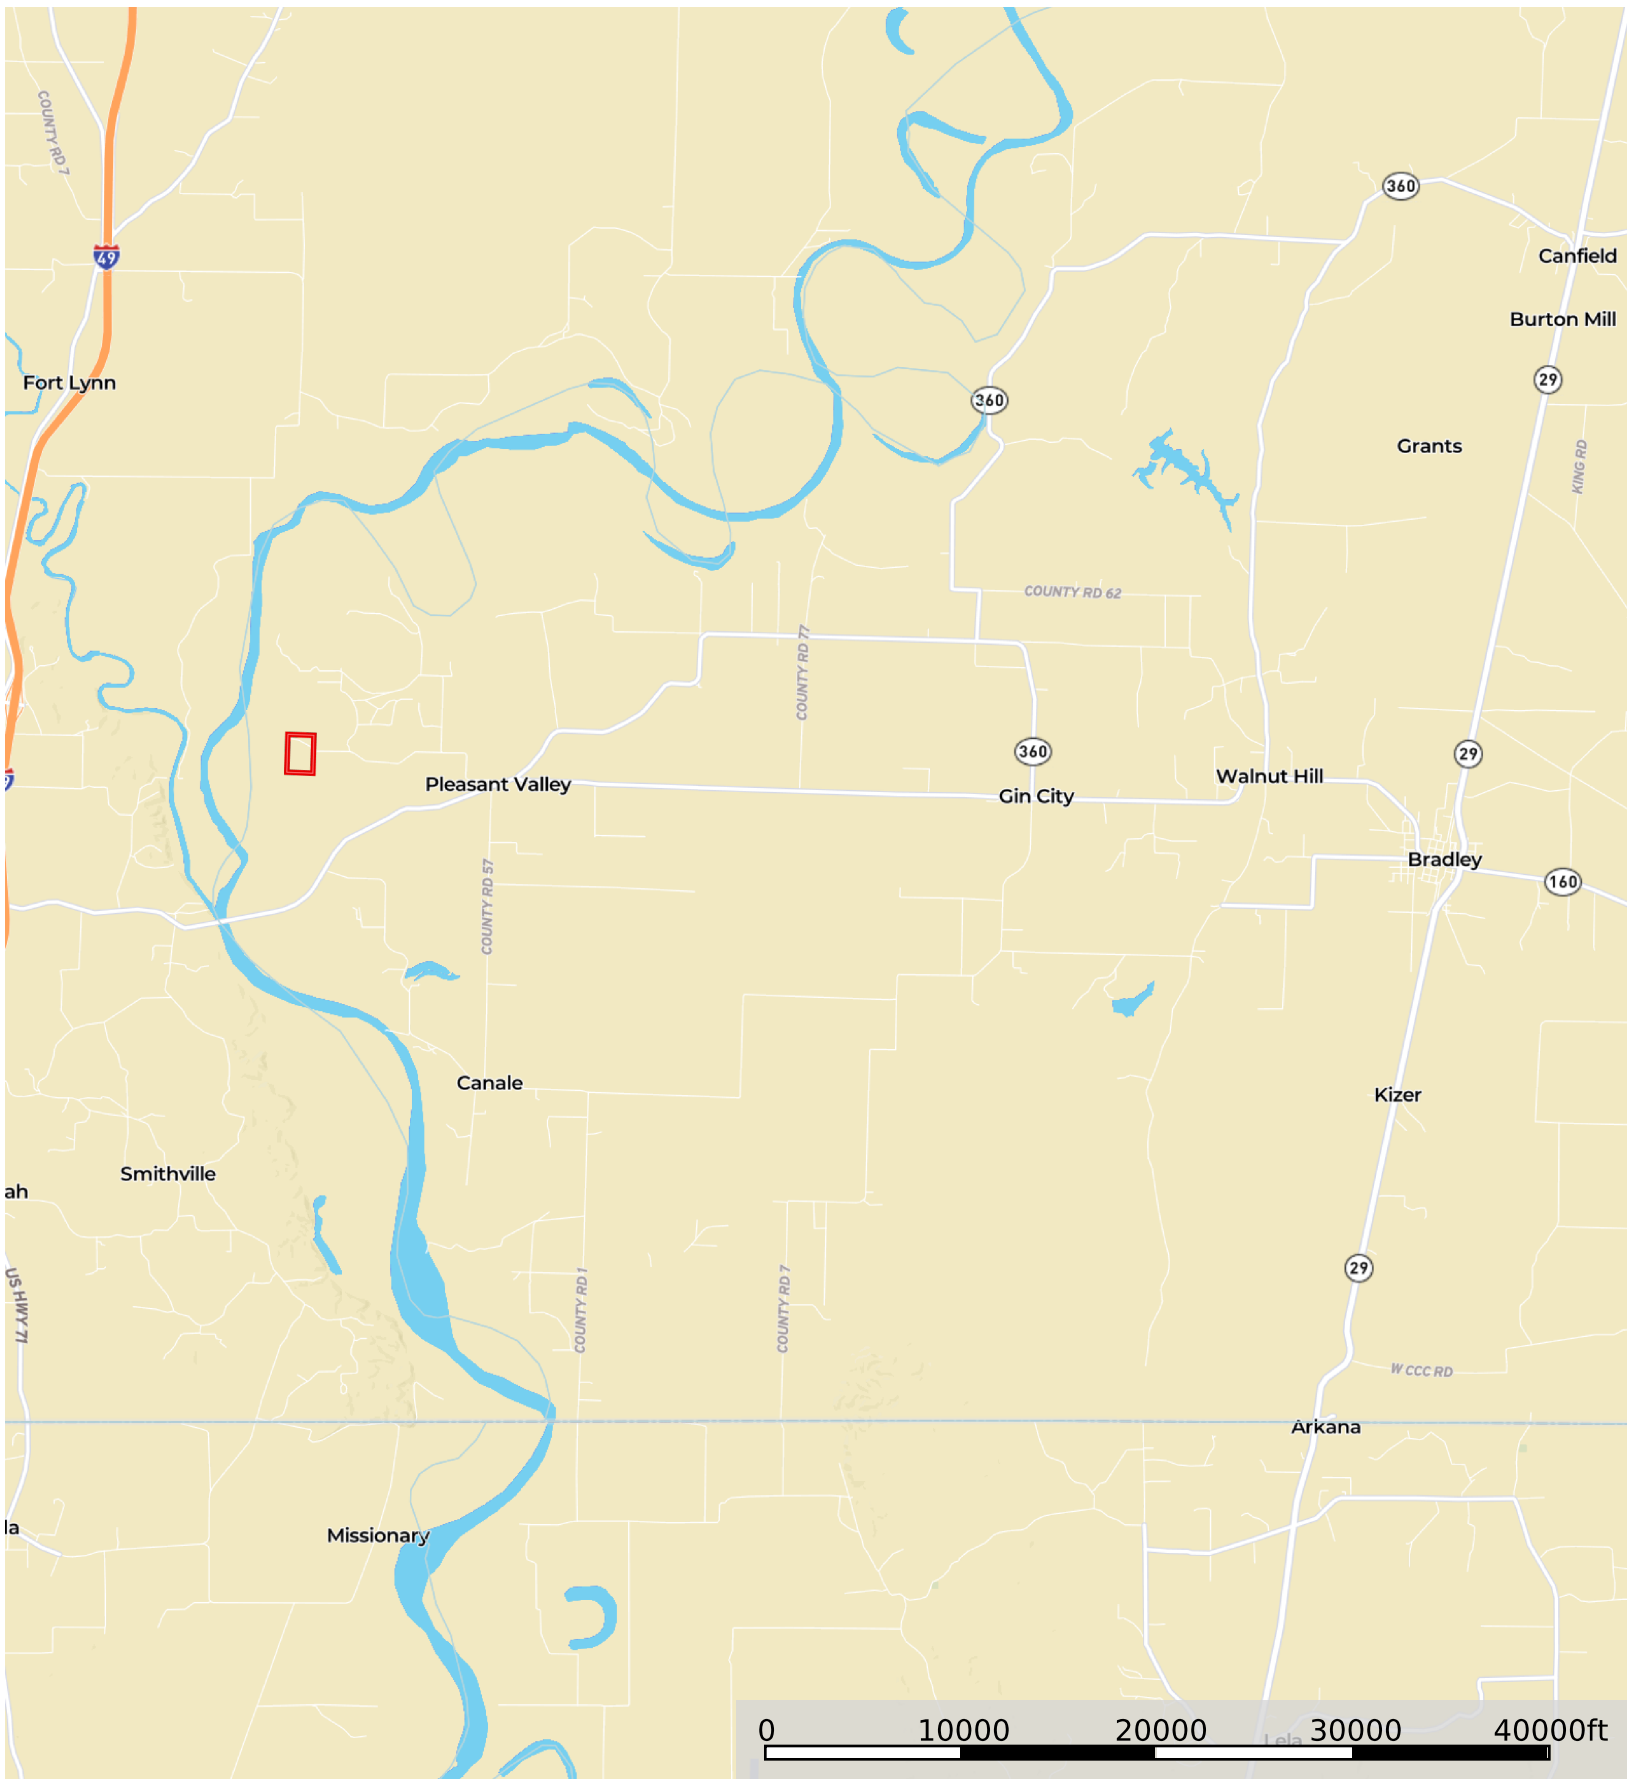 COUNTY RD 7
360
49
Canfield
Burton Mill
Fort Lynn
29
360
Grants
KING RD
COUNTY RD 62
COUNTY RD 77
360
29
Walnut Hill
Pleasant Valley
Gin City
Bradley
160
COUNTY RD 57
Canale
Kizer
Smithville
ah
29
US HWY 71
COUNTY RD 1
COUNTY RD 7
W CCC RD
Arkana
la
Missionary
Lela
0 10000 20000 30000 40000ft